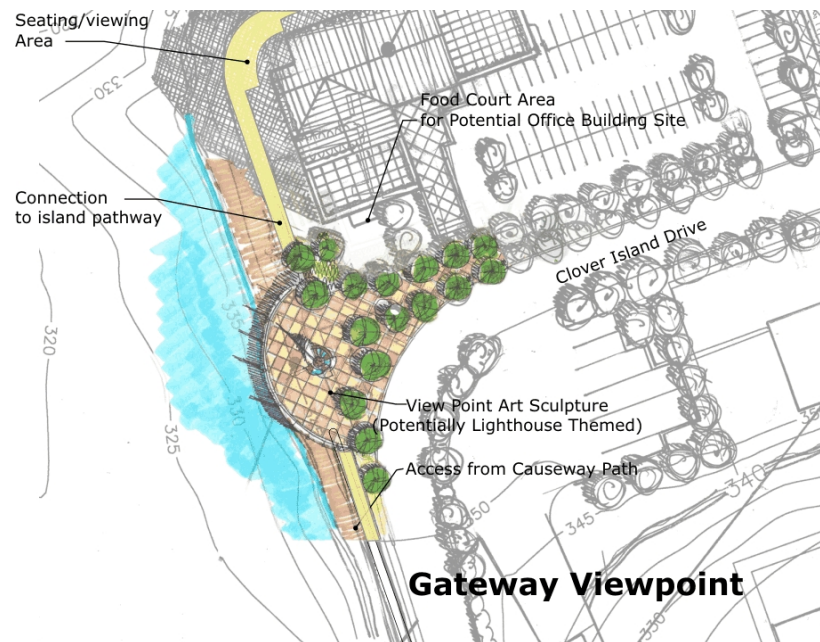 Seating/viewing
Area
330
Food Court Area
for Potential Office Building Site
Connection
to island pathway
Clover Island Drive
335
320
330
325
View Point Art Sculpture
(Potentially Lighthouse Themed)
Access from Causeway Path
340
345
350
Gateway Viewpoint
330